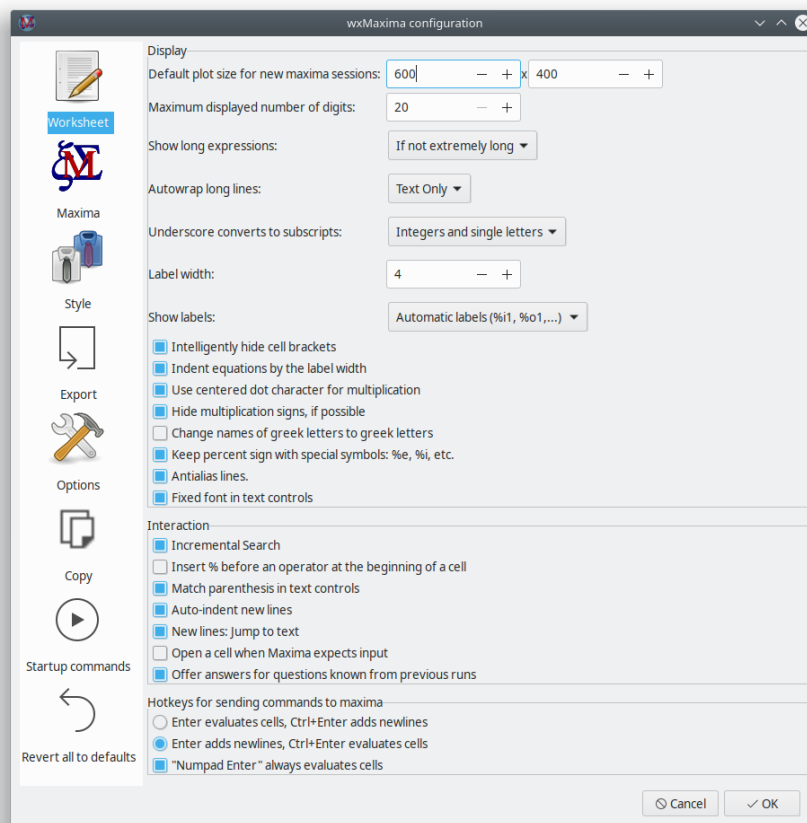 wxMaxima configuration
Worksheet
Maxima
Style
Export
Options
Copy
Startup commands
Revert all to defaults
Display
Default plot size for new maxima sessions: 600 − + x 400 − +
Maximum displayed number of digits: 20 − +
Show long expressions: If not extremely long
Autowrap long lines: Text Only
Underscore converts to subscripts: Integers and single letters
Label width: 4 − +
Show labels: Automatic labels (%i1, %o1,...)
Intelligently hide cell brackets
Indent equations by the label width
Use centered dot character for multiplication
Hide multiplication signs, if possible
Change names of greek letters to greek letters
Keep percent sign with special symbols: %e, %i, etc.
Antialias lines.
Fixed font in text controls
Interaction
Incremental Search
Insert % before an operator at the beginning of a cell
Match parenthesis in text controls
Auto-indent new lines
New lines: Jump to text
Open a cell when Maxima expects input
Offer answers for questions known from previous runs
Hotkeys for sending commands to maxima
Enter evaluates cells, Ctrl+Enter adds newlines
Enter adds newlines, Ctrl+Enter evaluates cells
"Numpad Enter" always evaluates cells
Cancel OK